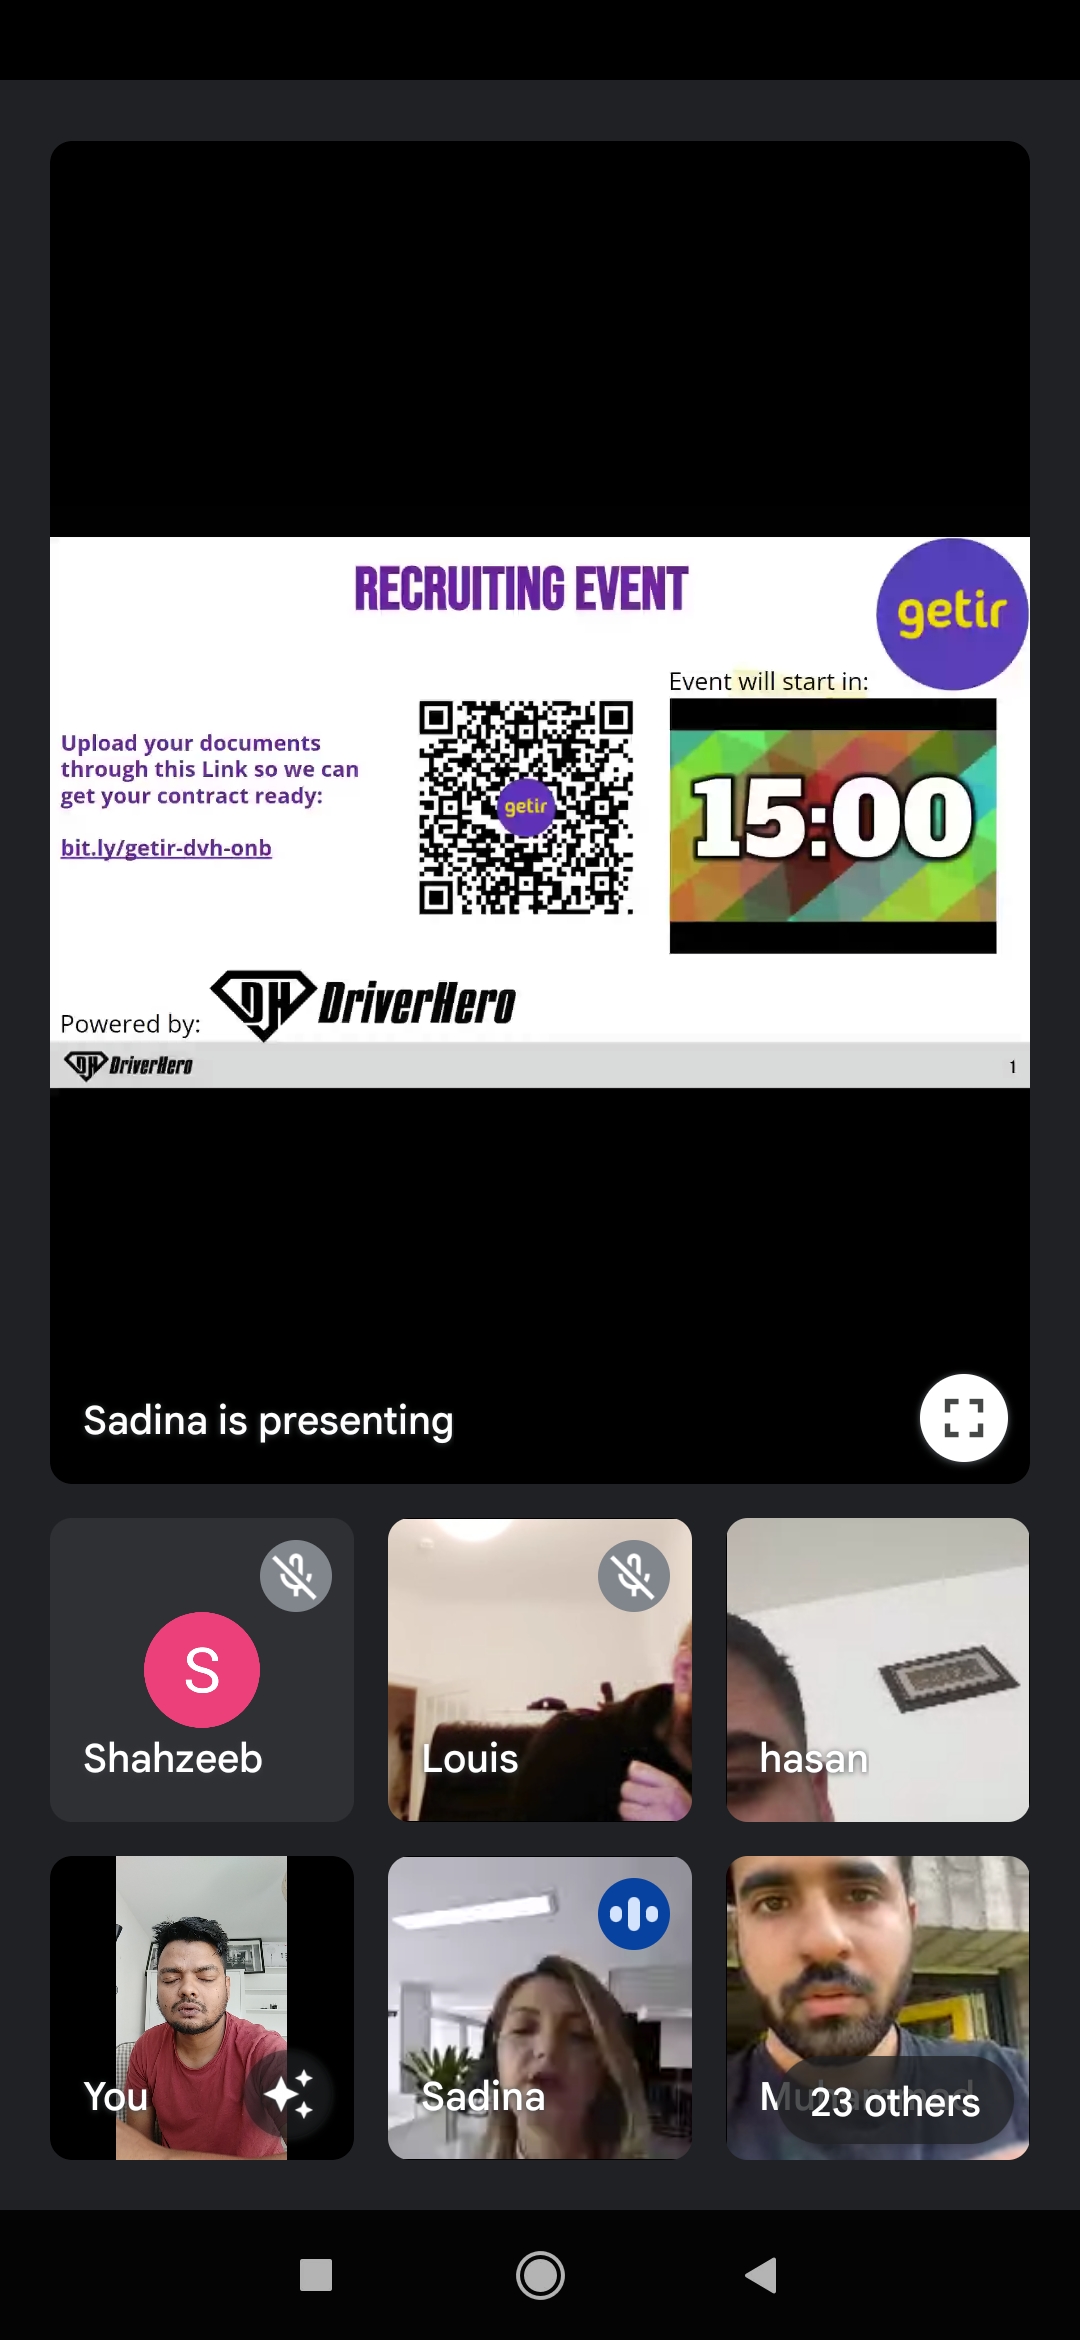 RECRUITING EVENT
getir
Event will start in:
Upload your documents
through this Link so we can
get your contract ready:
bit.ly/getir-dvh-onb
getir
15:00
Powered by:
DH DriverHero
DH DriverHero
1
Sadina is presenting
S
Shahzeeb
Louis
hasan
You
Sadina
23 others